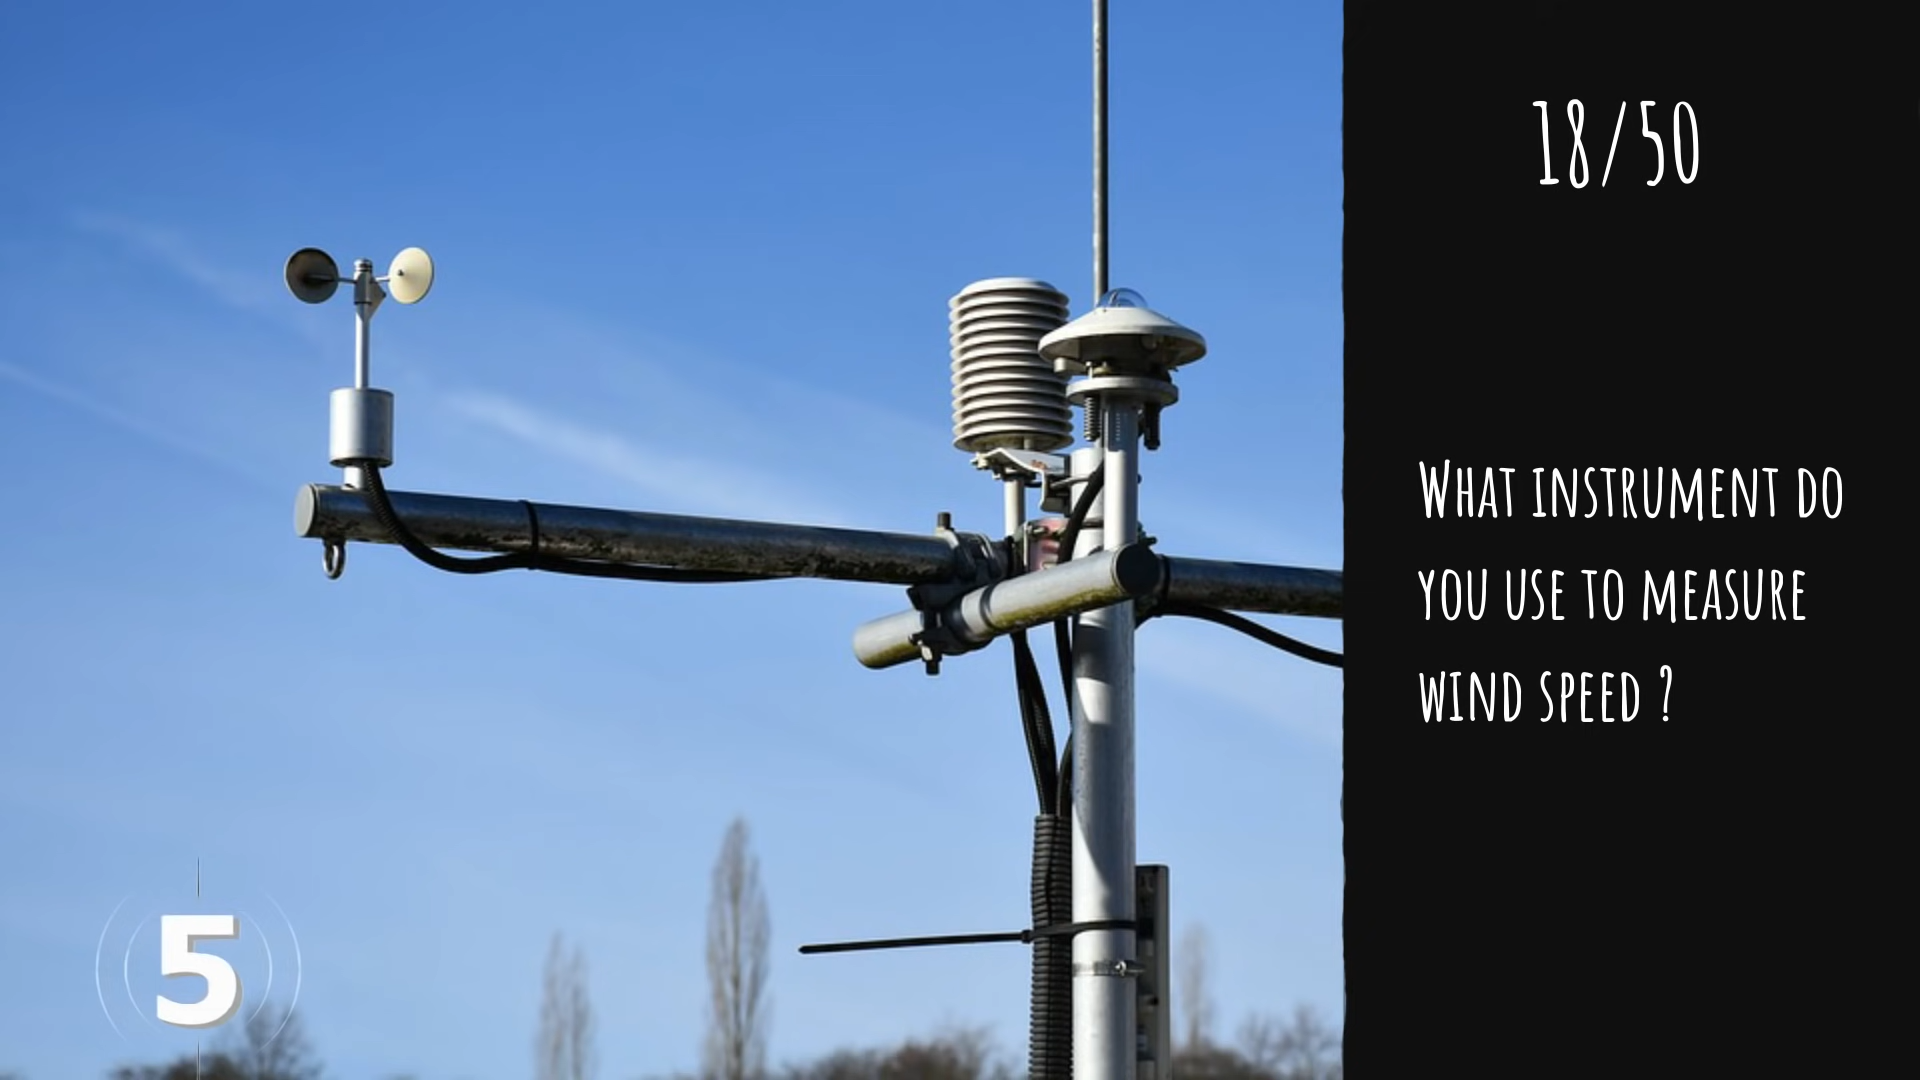 18/50
What instrument do
you use to measure
wind speed ?
5